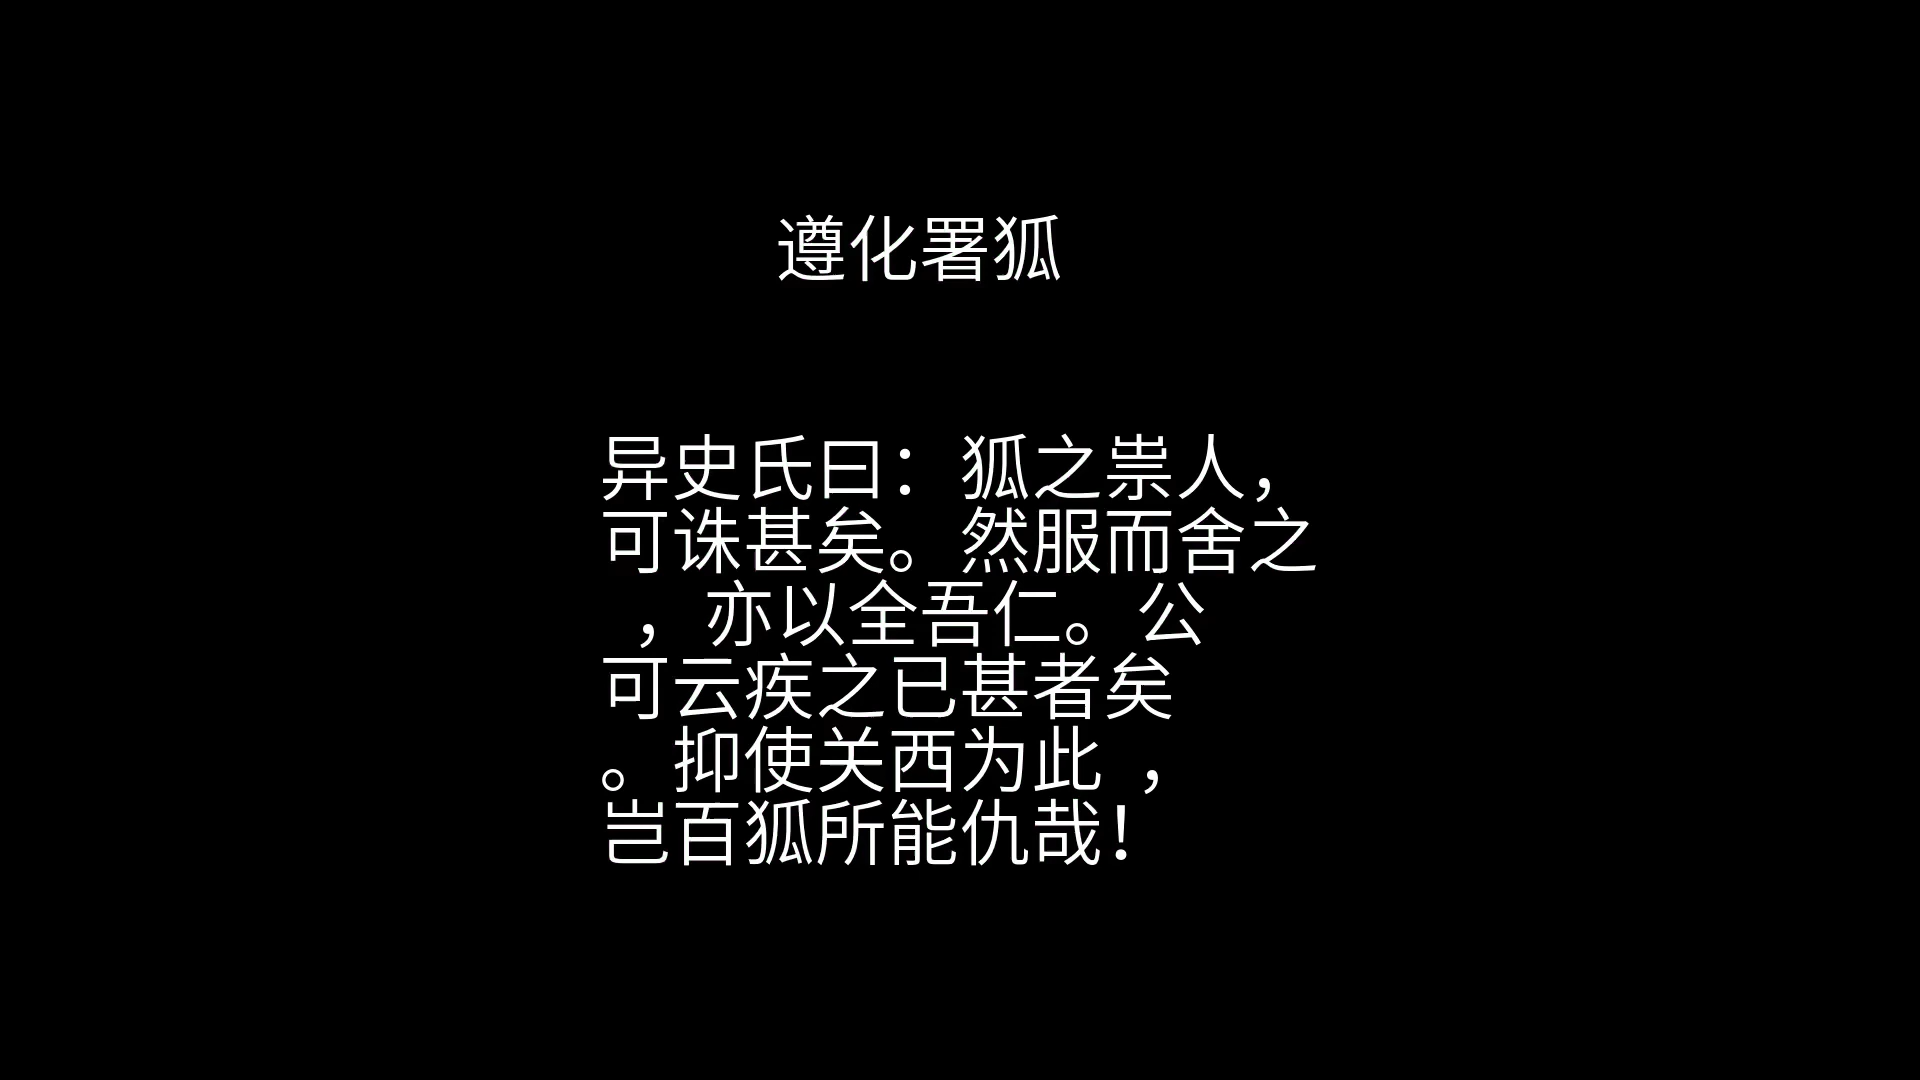 遵化署狐
异史氏曰：狐之祟人，
可诛甚矣。然服而舍之
，亦以全吾仁。公
可云疾之已甚者矣
。抑使关西为此，
岂百狐所能仇哉！